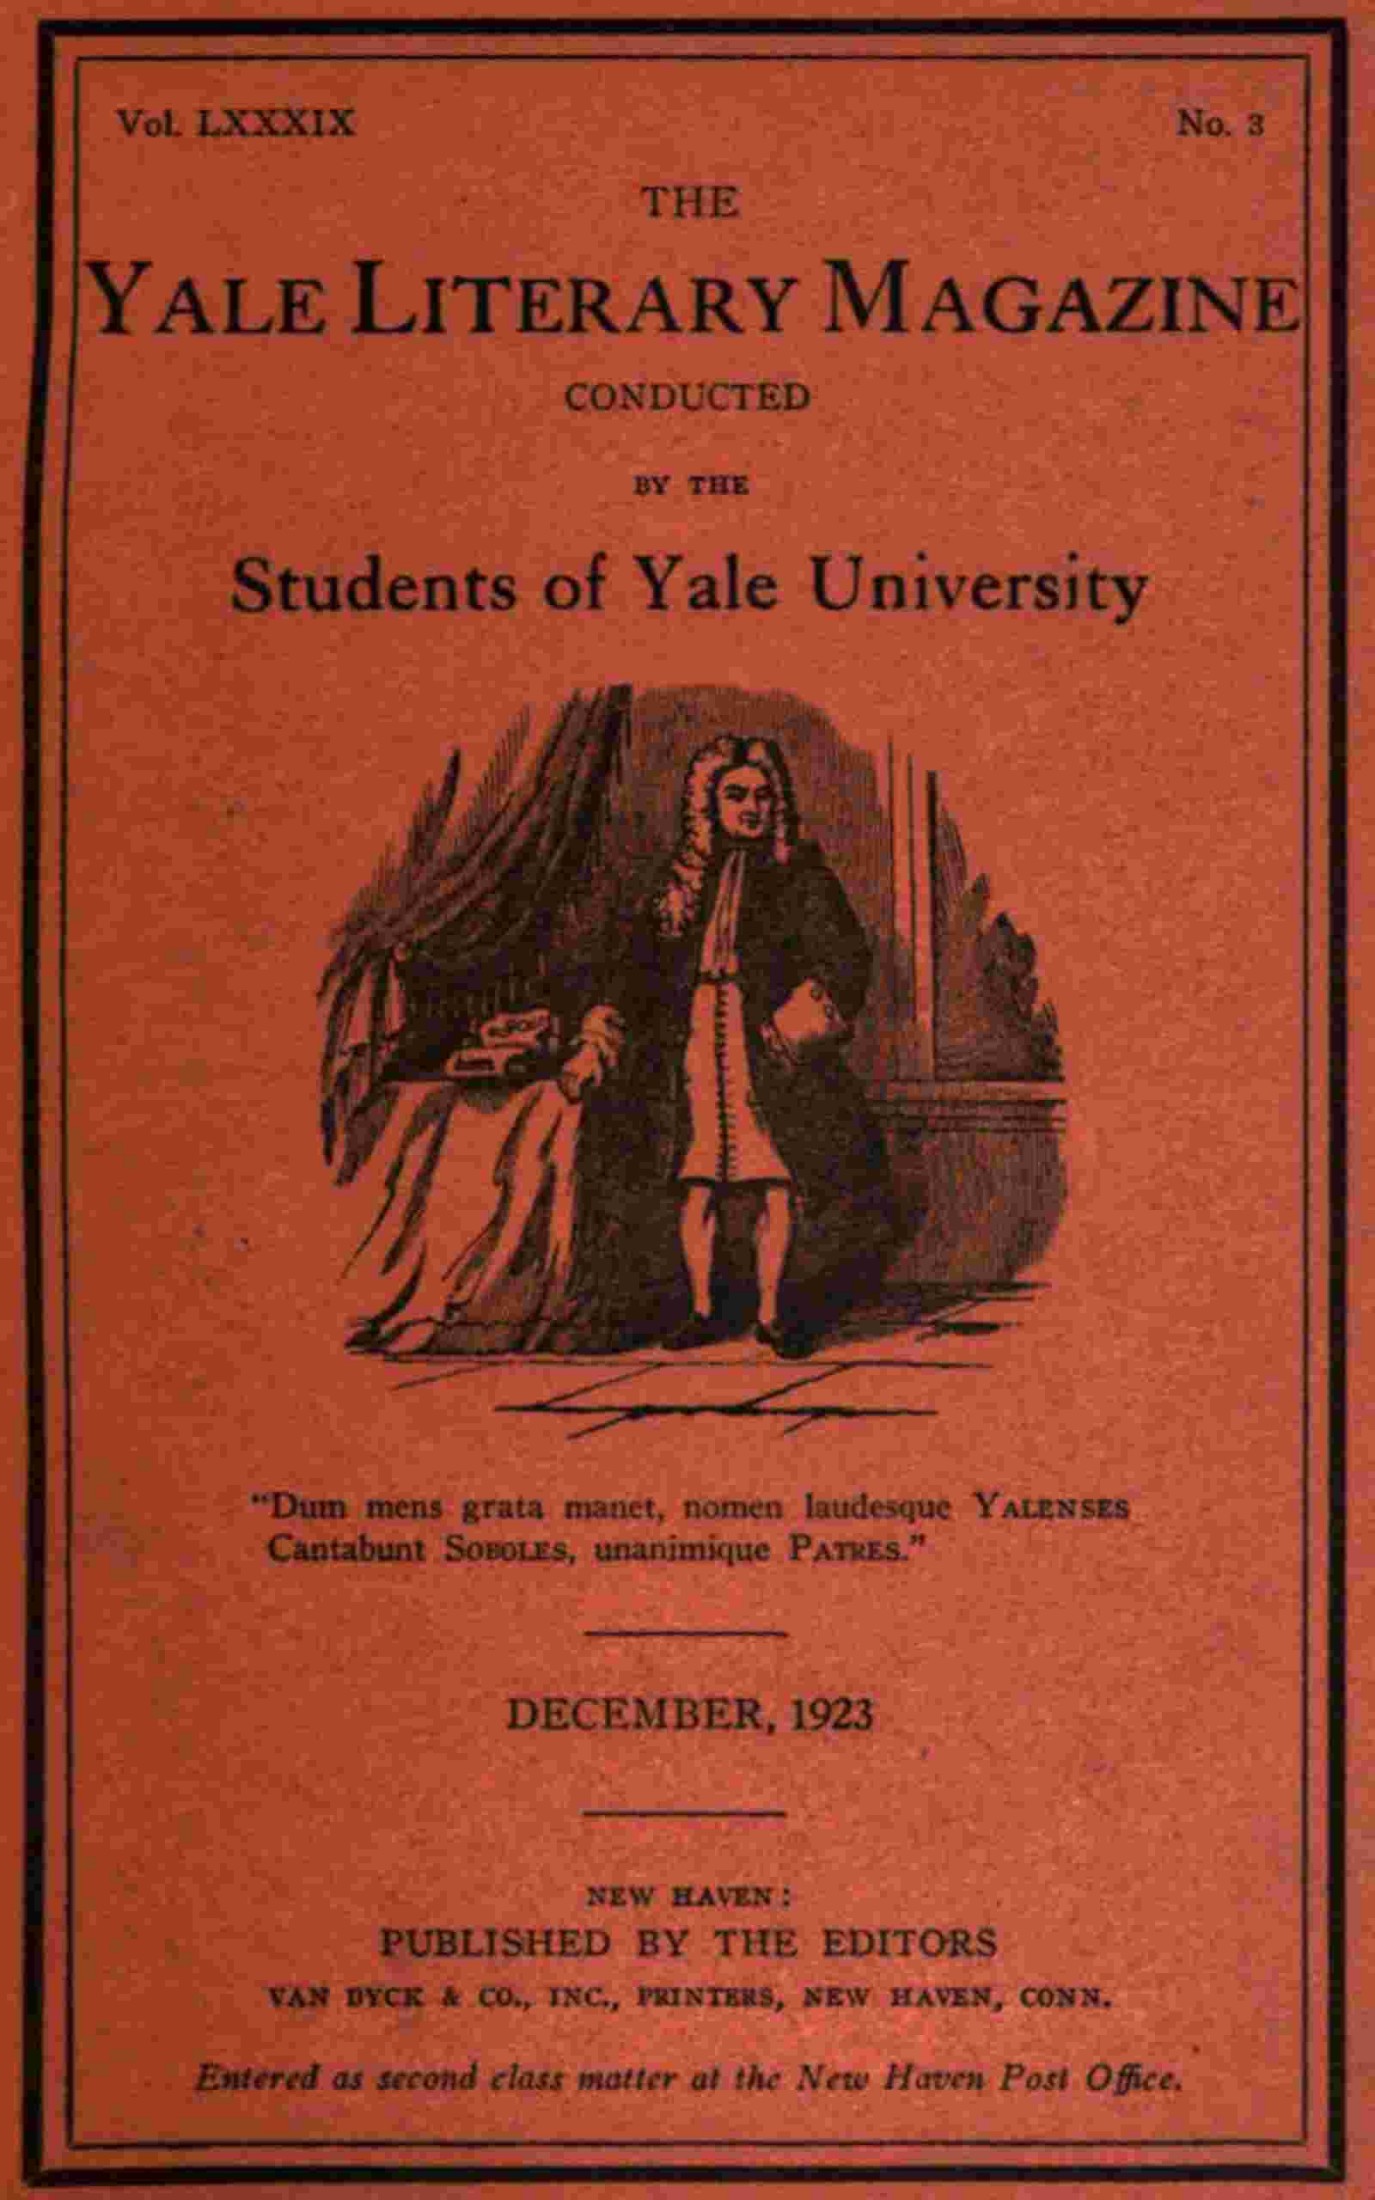 Vol. LXXXIX No. 3
THE
YALE LITERARY MAGAZINE
CONDUCTED
BY THE
Students of Yale University
"Dum mens grata manet, nomen laudesque YALENSES
Cantabunt SOBOLES, unanimique PATRES."
DECEMBER, 1923
NEW HAVEN:
PUBLISHED BY THE EDITORS
VAN DYCK & CO., INC., PRINTERS, NEW HAVEN, CONN.
Entered as second class matter at the New Haven Post Office.